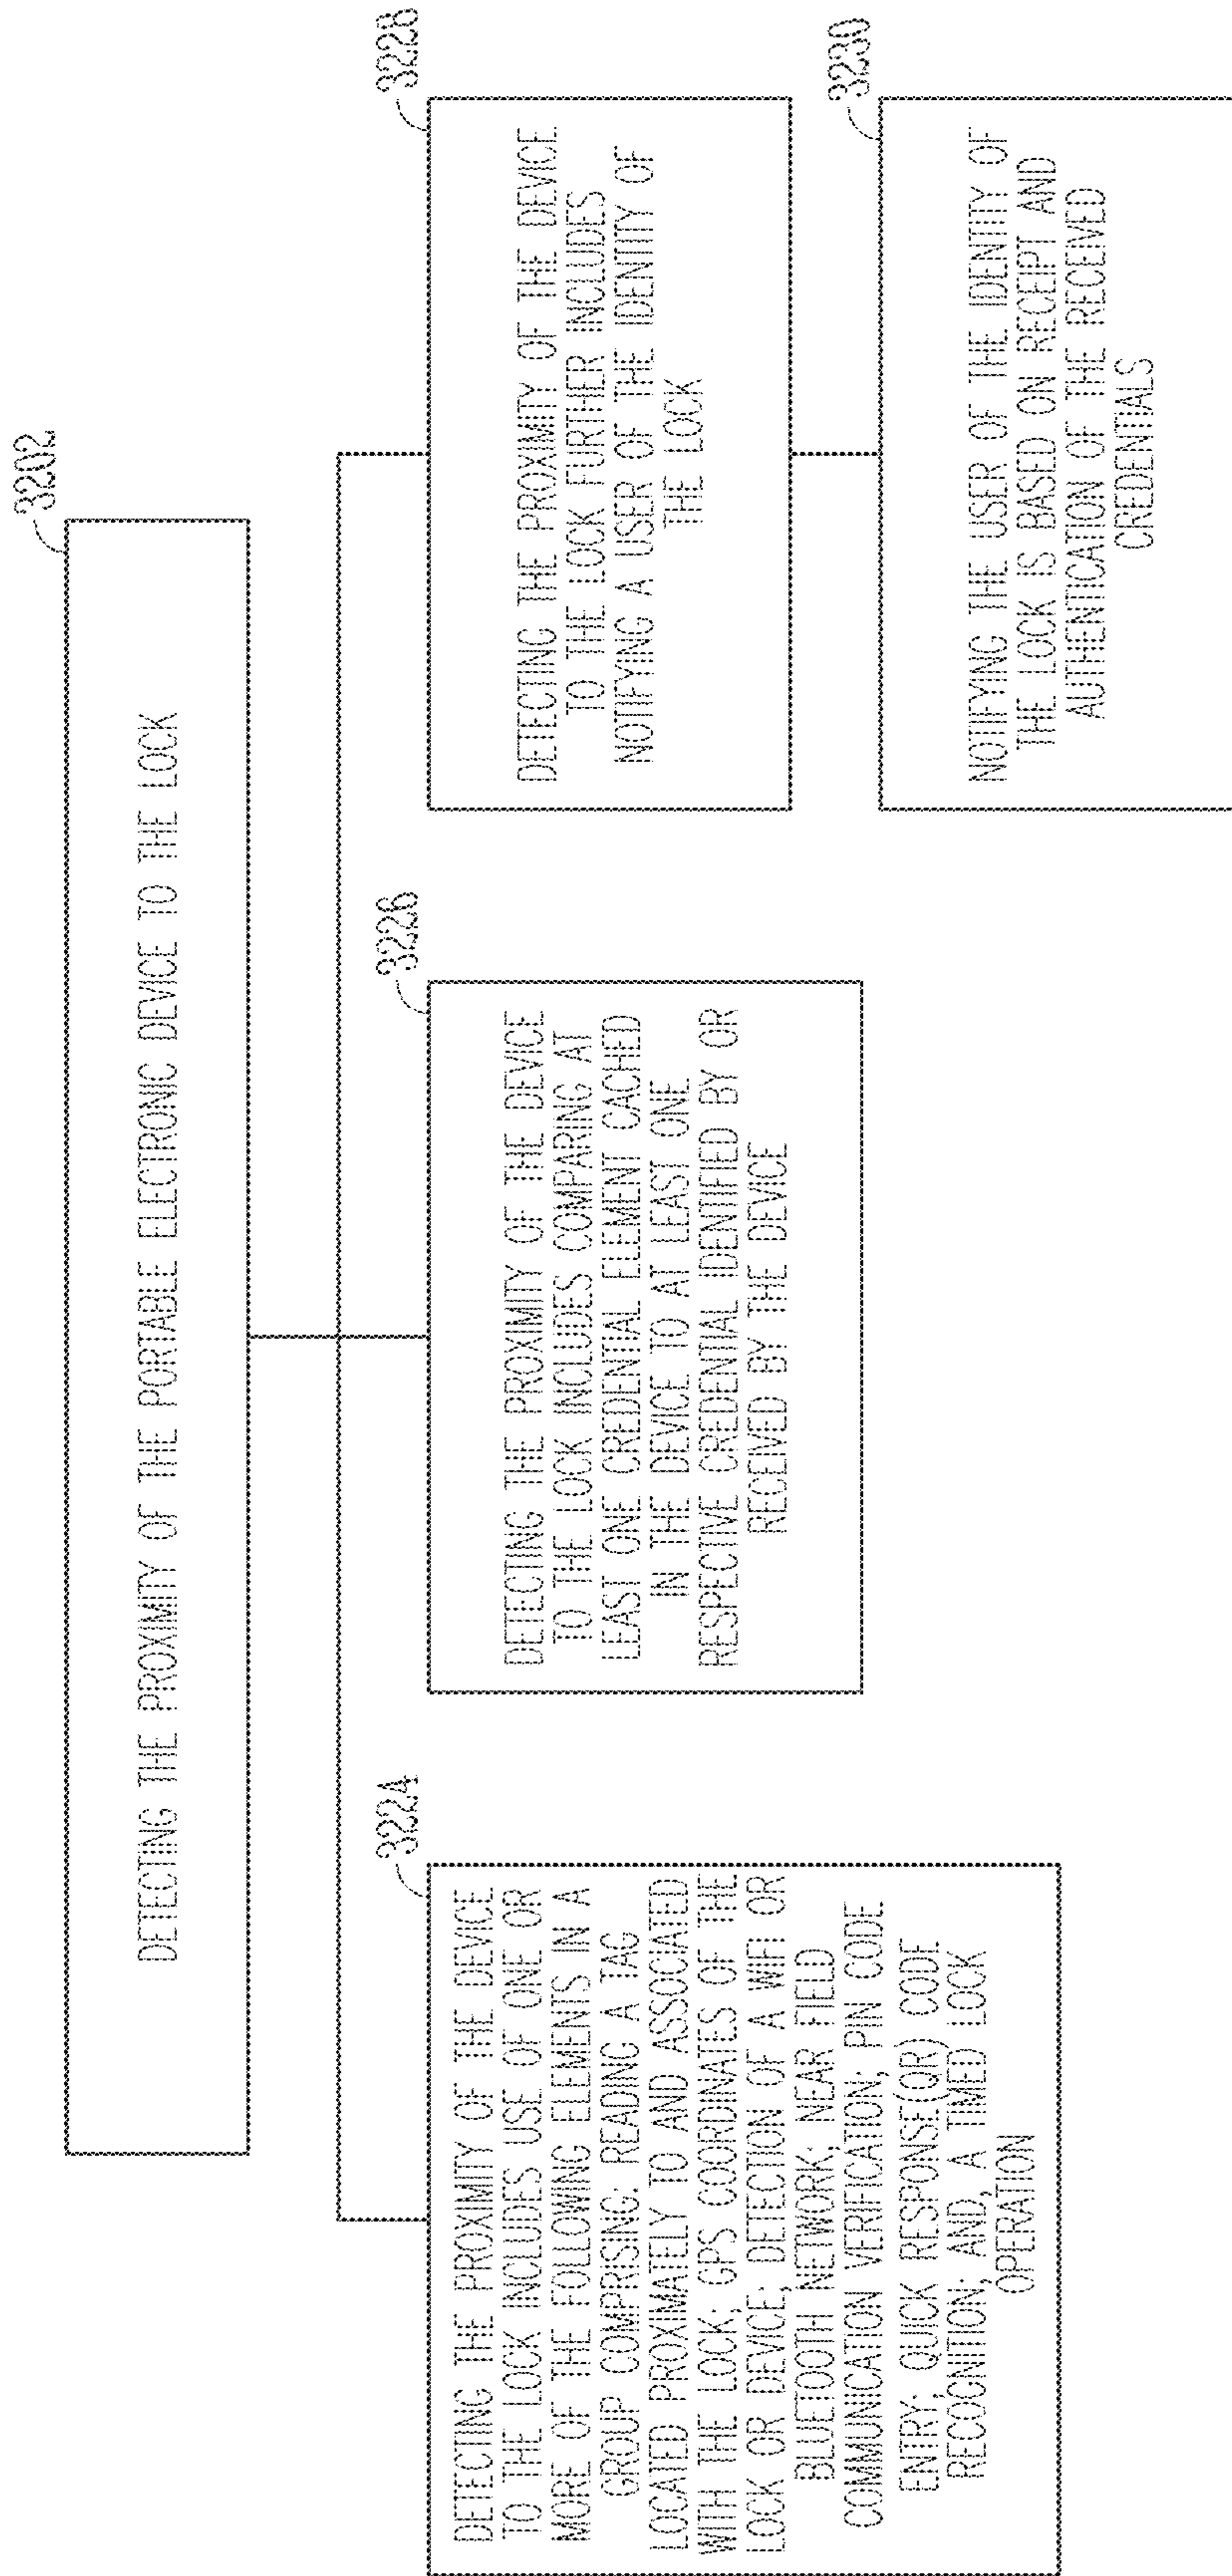 3202
DETECTING THE PROXIMITY OF THE PORTABLE ELECTRONIC DEVICE TO THE LOCK
3224
DETECTING THE PROXIMITY OF THE DEVICE
TO THE LOCK INCLUDES USE OF ONE OR
MORE OF THE FOLLOWING ELEMENTS IN A
GROUP COMPRISING: READING A TAG
LOCATED PROXIMATELY TO AND ASSOCIATED
WITH THE LOCK; GPS COORDINATES OF THE
LOCK OR DEVICE; DETECTION OF A WIFI OR
BLUETOOTH NETWORK; NEAR FIELD
COMMUNICATION VERIFICATION; PIN CODE
ENTRY; QUICK RESPONSE(QR) CODE
RECOGNITION; AND, A TIMED LOCK
OPERATION
3226
DETECTING THE PROXIMITY OF THE DEVICE
TO THE LOCK INCLUDES COMPARING AT
LEAST ONE CREDENTIAL ELEMENT CACHED
IN THE DEVICE TO AT LEAST ONE
RESPECTIVE CREDENTIAL IDENTIFIED BY OR
RECEIVED BY THE DEVICE
3228
DETECTING THE PROXIMITY OF THE DEVICE
TO THE LOCK FURTHER INCLUDES
NOTIFYING A USER OF THE IDENTITY OF
THE LOCK
3230
NOTIFYING THE USER OF THE IDENTITY OF
THE LOCK IS BASED ON RECEIPT AND
AUTHENTICATION OF THE RECEIVED
CREDENTIALS